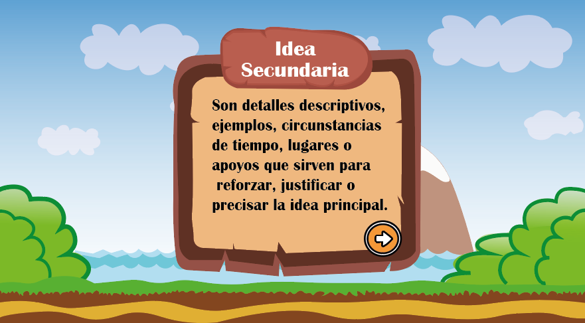 Idea
Secundaria
Son detalles descriptivos,
ejemplos, circunstancias
de tiempo, lugares o
apoyos que sirven para
reforzar, justificar o
precisar la idea principal.